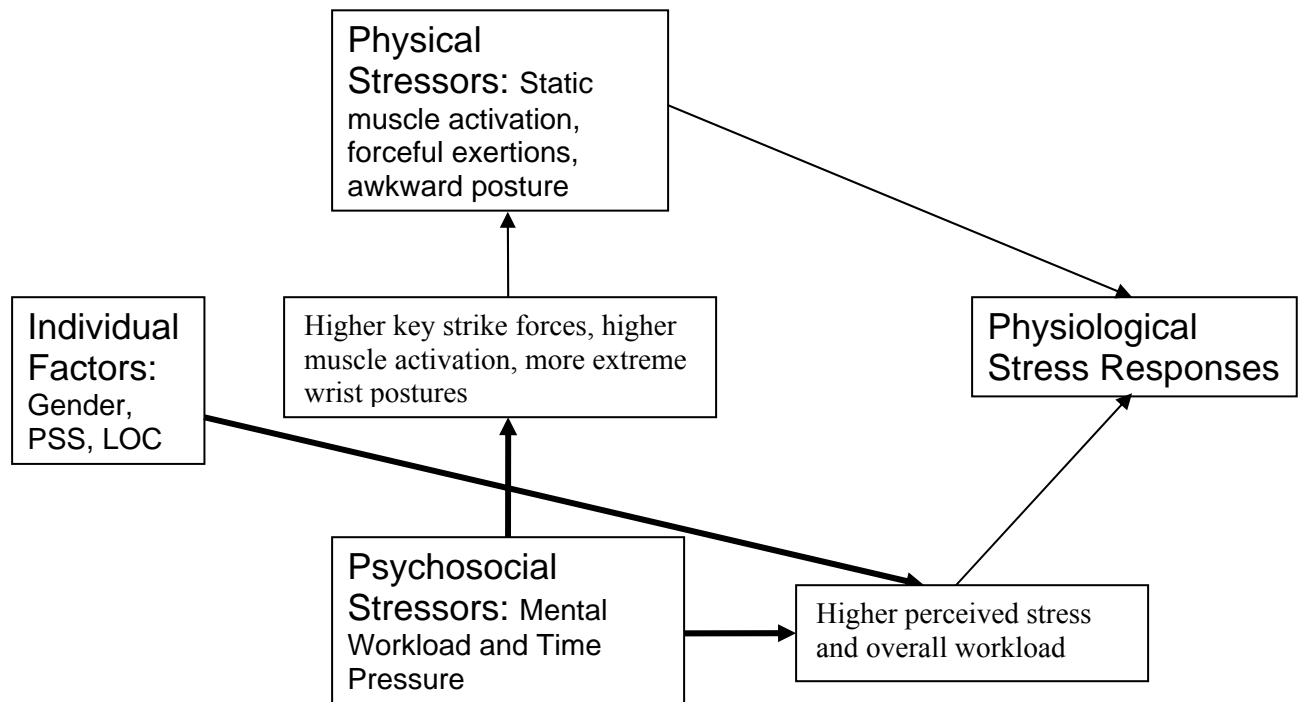 Physical
Stressors: Static
muscle activation,
forceful exertions,
awkward posture
Individual
Factors:
Gender,
PSS, LOC
Higher key strike forces, higher
muscle activation, more extreme
wrist postures
Physiological
Stress Responses
Psychosocial
Stressors: Mental
Workload and Time
Pressure
Higher perceived stress
and overall workload